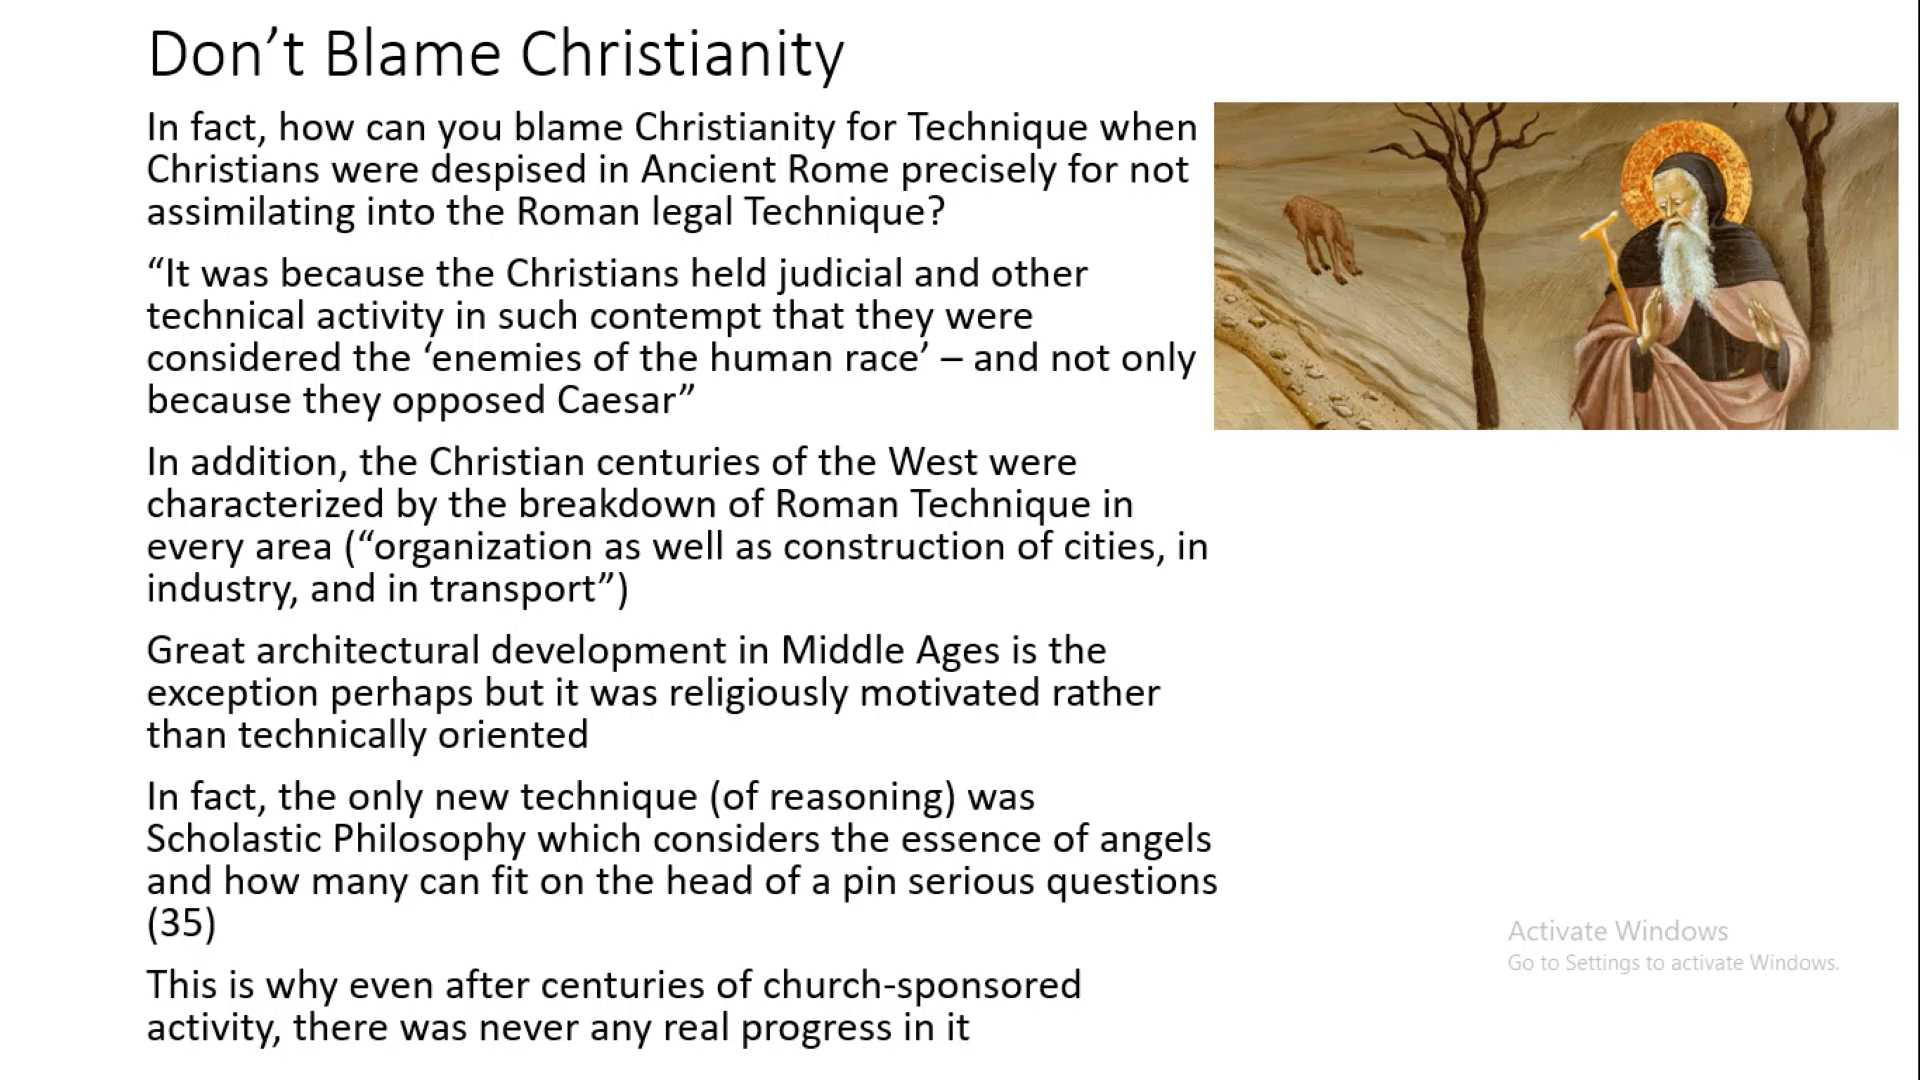 Don’t Blame Christianity
In fact, how can you blame Christianity for Technique when
Christians were despised in Ancient Rome precisely for not
assimilating into the Roman legal Technique?
“It was because the Christians held judicial and other
technical activity in such contempt that they were
considered the ‘enemies of the human race’ – and not only
because they opposed Caesar”
In addition, the Christian centuries of the West were
characterized by the breakdown of Roman Technique in
every area (“organization as well as construction of cities, in
industry, and in transport”)
Great architectural development in Middle Ages is the
exception perhaps but it was religiously motivated rather
than technically oriented
In fact, the only new technique (of reasoning) was
Scholastic Philosophy which considers the essence of angels
and how many can fit on the head of a pin serious questions
(35)
This is why even after centuries of church-sponsored
activity, there was never any real progress in it
Activate Windows
Go to Settings to activate Windows.